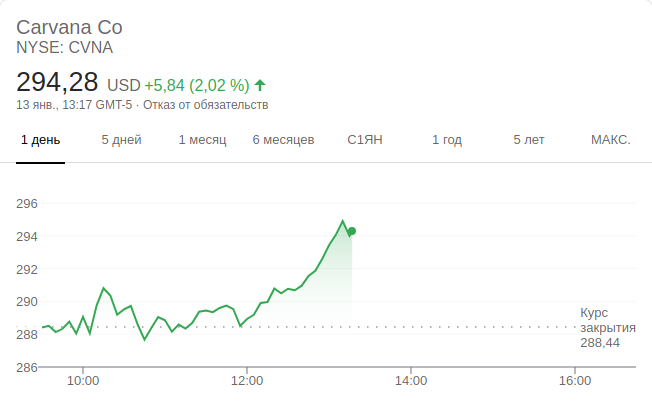 Carvana Co
NYSE: CVNA
294,28 USD +5,84 (2,02 %)
13 янв., 13:17 GMT-5 · Отказ от обязательств
1 день 5 дней 1 месяц 6 месяцев С1ЯН 1 год 5 лет МАКС.
296
294
292
290
288
286
Курс
закрытия
288,44
10:00 12:00 14:00 16:00